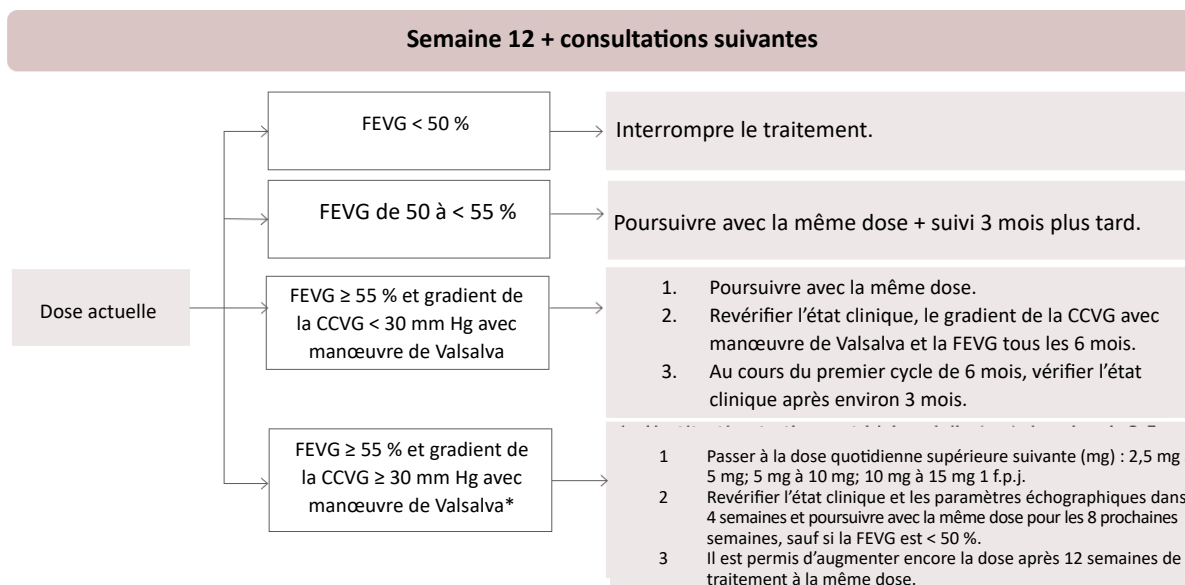 Semaine 12 + consultations suivantes
FEVG < 50 %
Interrompre le traitement.
FEVG de 50 à < 55 %
Poursuivre avec la même dose + suivi 3 mois plus tard.
Dose actuelle
FEVG ≥ 55 % et gradient de
la CCVG < 30 mm Hg avec
manœuvre de Valsalva
1. Poursuivre avec la même dose.
2. Revérifier l’état clinique, le gradient de la CCVG avec
manœuvre de Valsalva et la FEVG tous les 6 mois.
3. Au cours du premier cycle de 6 mois, vérifier l’état
clinique après environ 3 mois.
FEVG ≥ 55 % et gradient de
la CCVG ≥ 30 mm Hg avec
manœuvre de Valsalva*
1 Passer à la dose quotidienne supérieure suivante (mg) : 2,5 mg
5 mg; 5 mg à 10 mg; 10 mg à 15 mg 1 f.p.j.
2 Revérifier l’état clinique et les paramètres échographiques dans
4 semaines et poursuivre avec la même dose pour les 8 prochaines
semaines, sauf si la FEVG est < 50 %.
3 Il est permis d’augmenter encore la dose après 12 semaines de
traitement à la même dose.